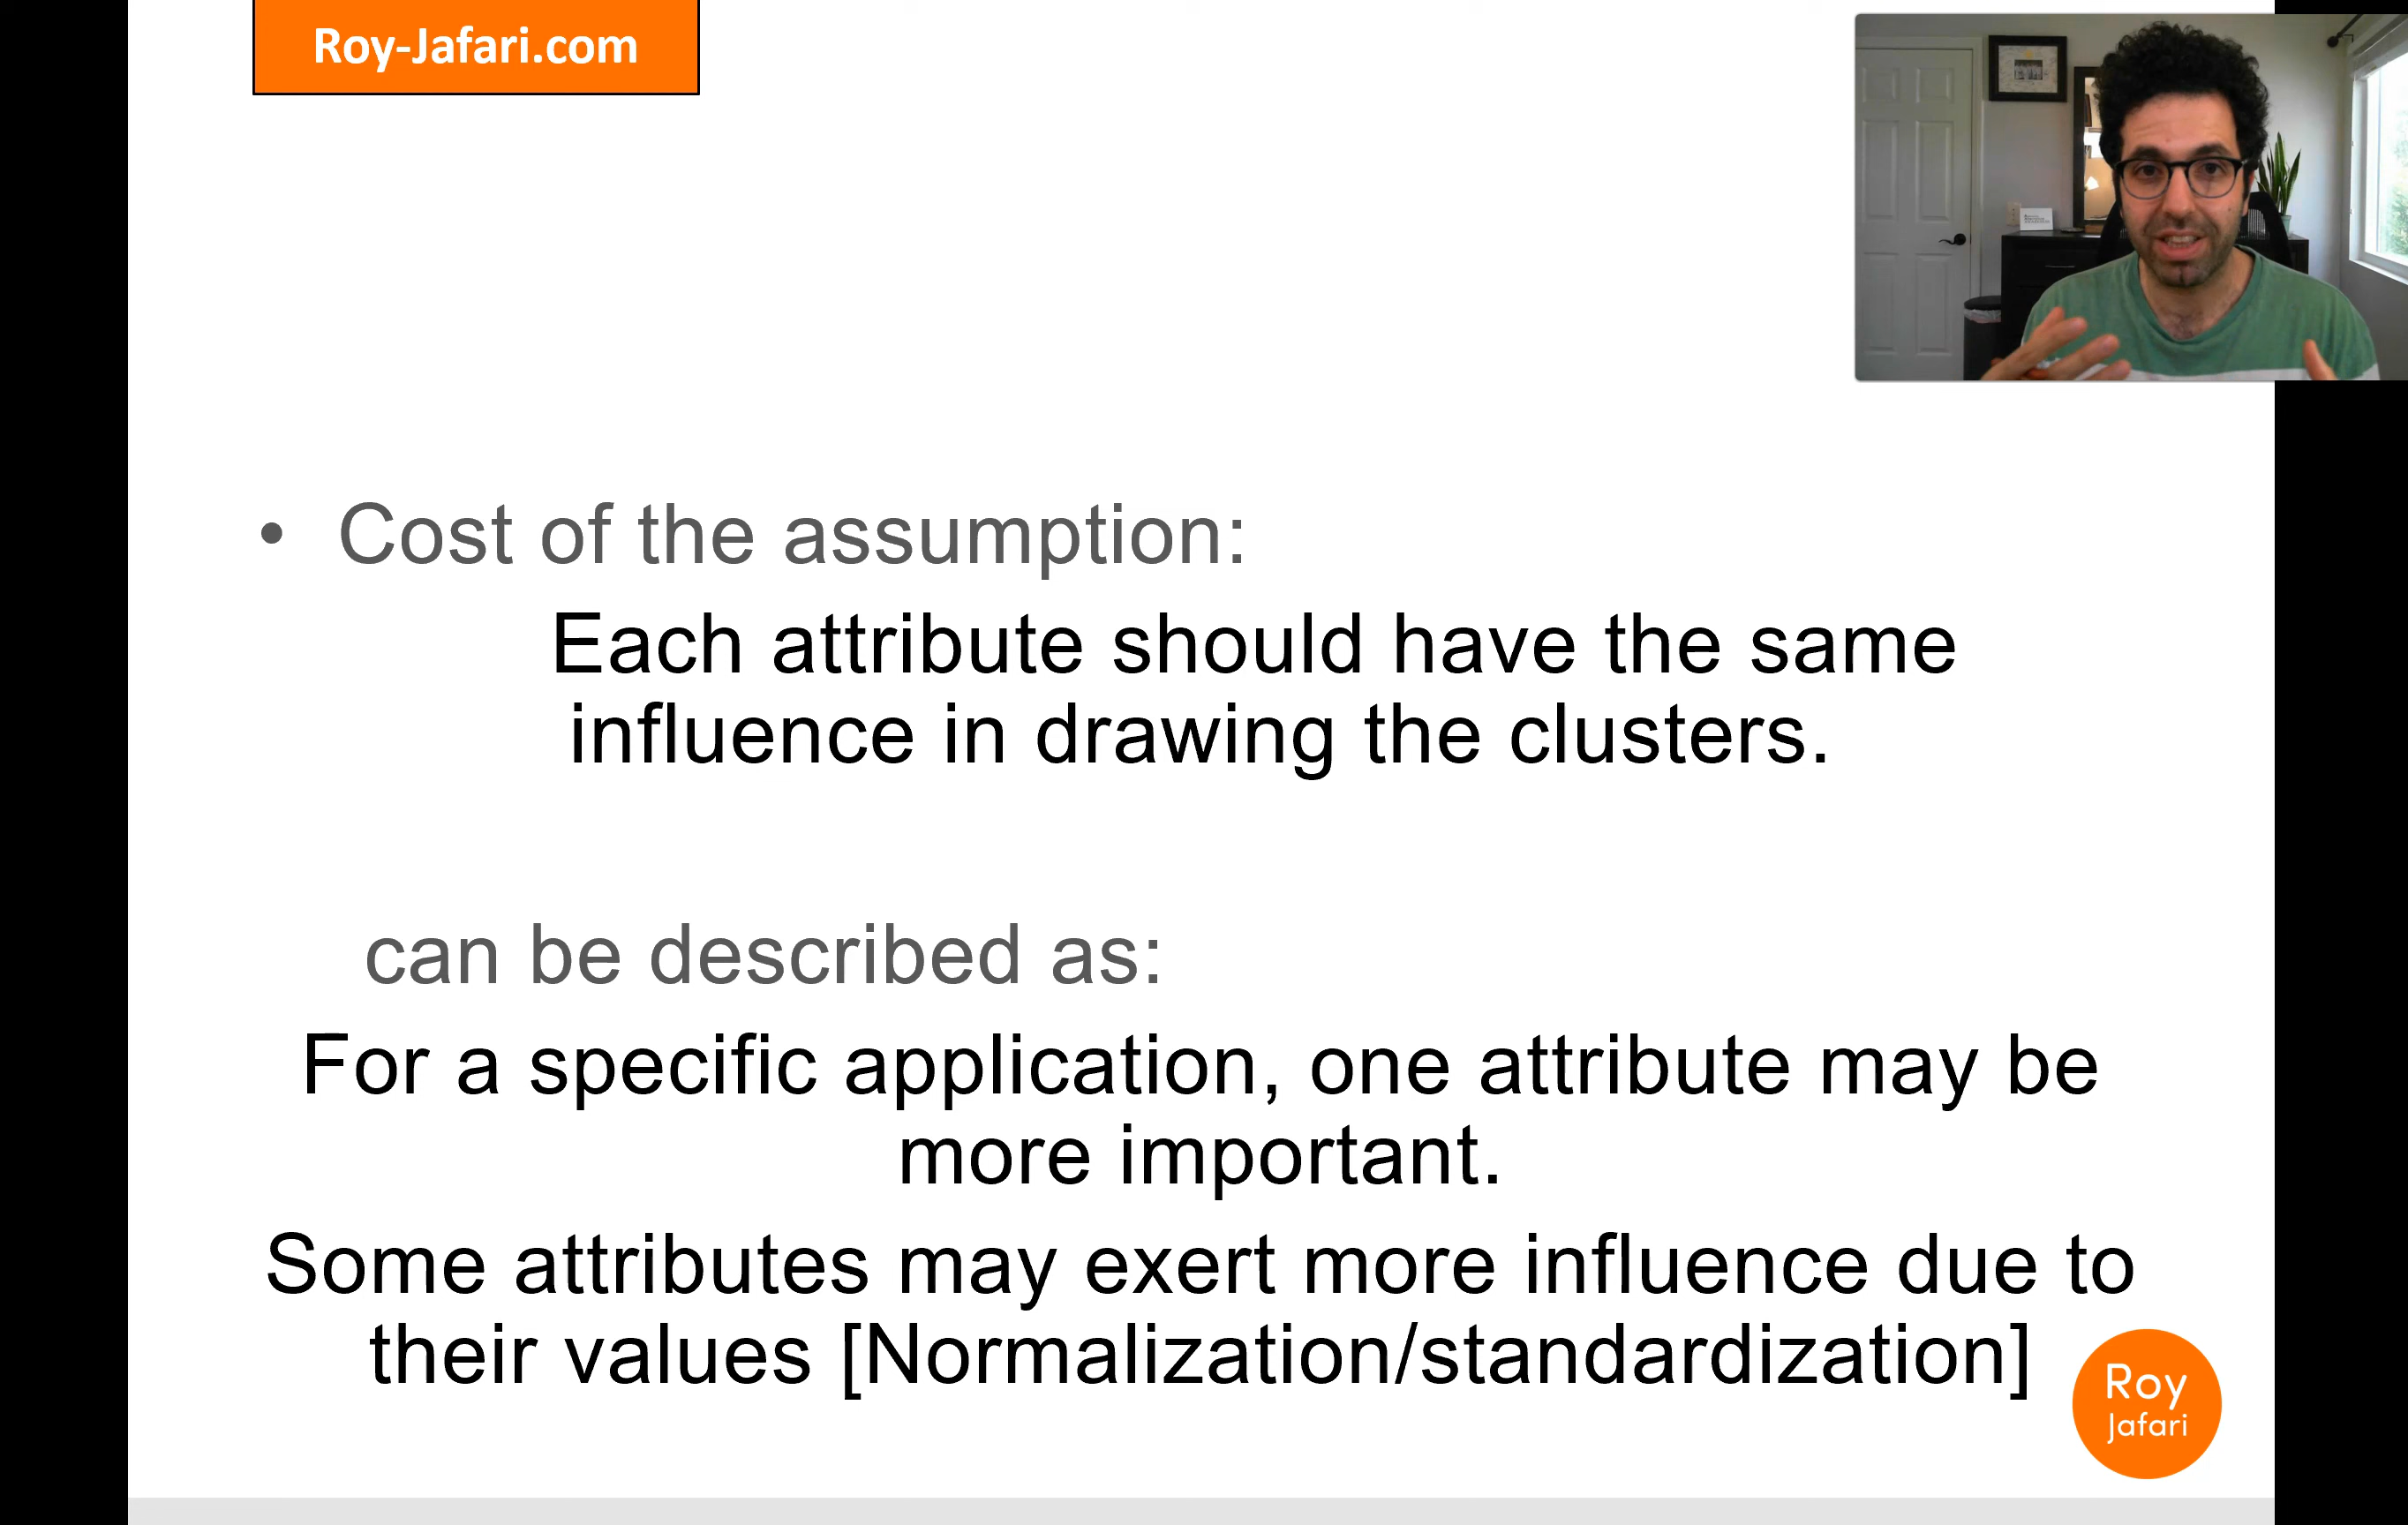 Roy-Jafari.com
• Cost of the assumption:
Each attribute should have the same
influence in drawing the clusters.
can be described as:
For a specific application, one attribute may be
more important.
Some attributes may exert more influence due to
their values [Normalization/standardization]
Roy
Jafari